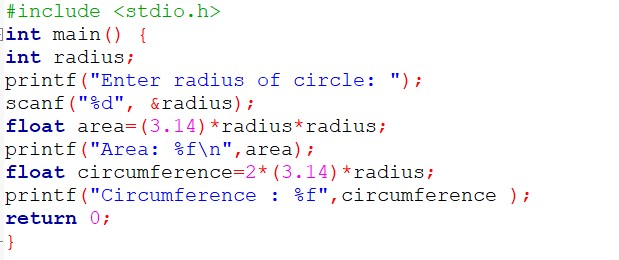 #include <stdio.h>
int main() {
int radius;
printf("Enter radius of circle: ");
scanf("%d", &radius);
float area=(3.14)*radius*radius;
printf("Area: %f\n",area);
float circumference=2*(3.14)*radius;
printf("Circumference : %f",circumference );
return 0;
}